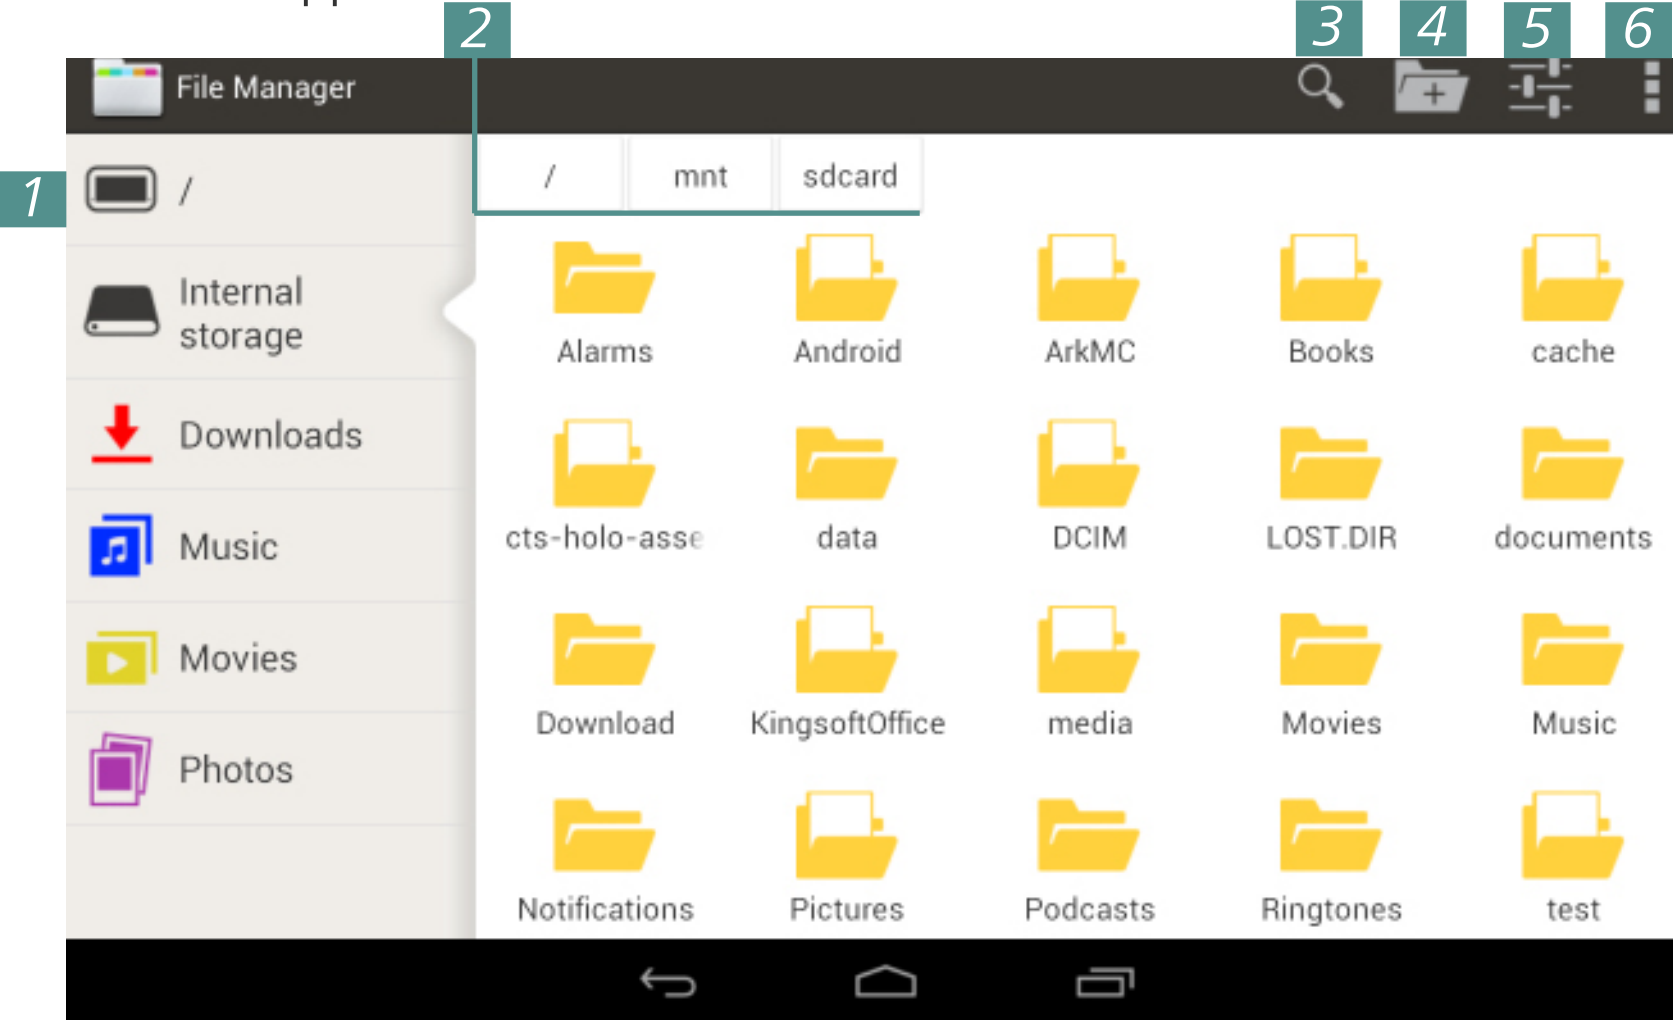 2
3 4 5 6
File Manager
1
/
/ mnt sdcard
Internal
storage
Alarms Android ArkMC Books cache
Downloads
cts-holo-asse data DCIM LOST.DIR documents
Music
Movies
Download KingsoftOffice media Movies Music
Photos
Notifications Pictures Podcasts Ringtones test